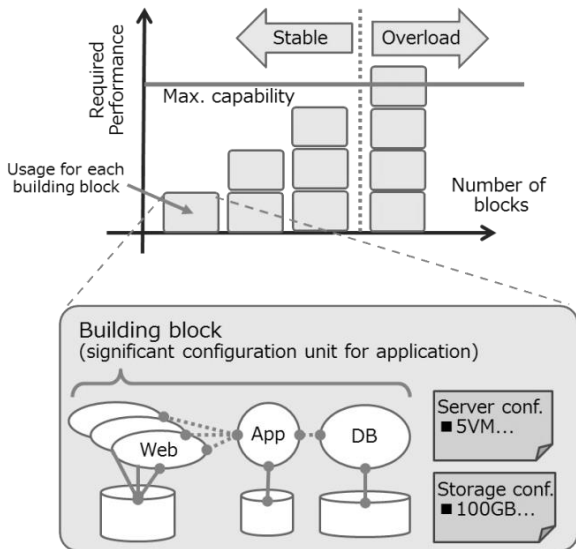 Stable
Overload
Required
Performance
Max. capability
Usage for each
building block
Number of
blocks
Building block
(significant configuration unit for application)
Web
App
DB
Server conf.
■ 5VM...
Storage conf.
■ 100GB...